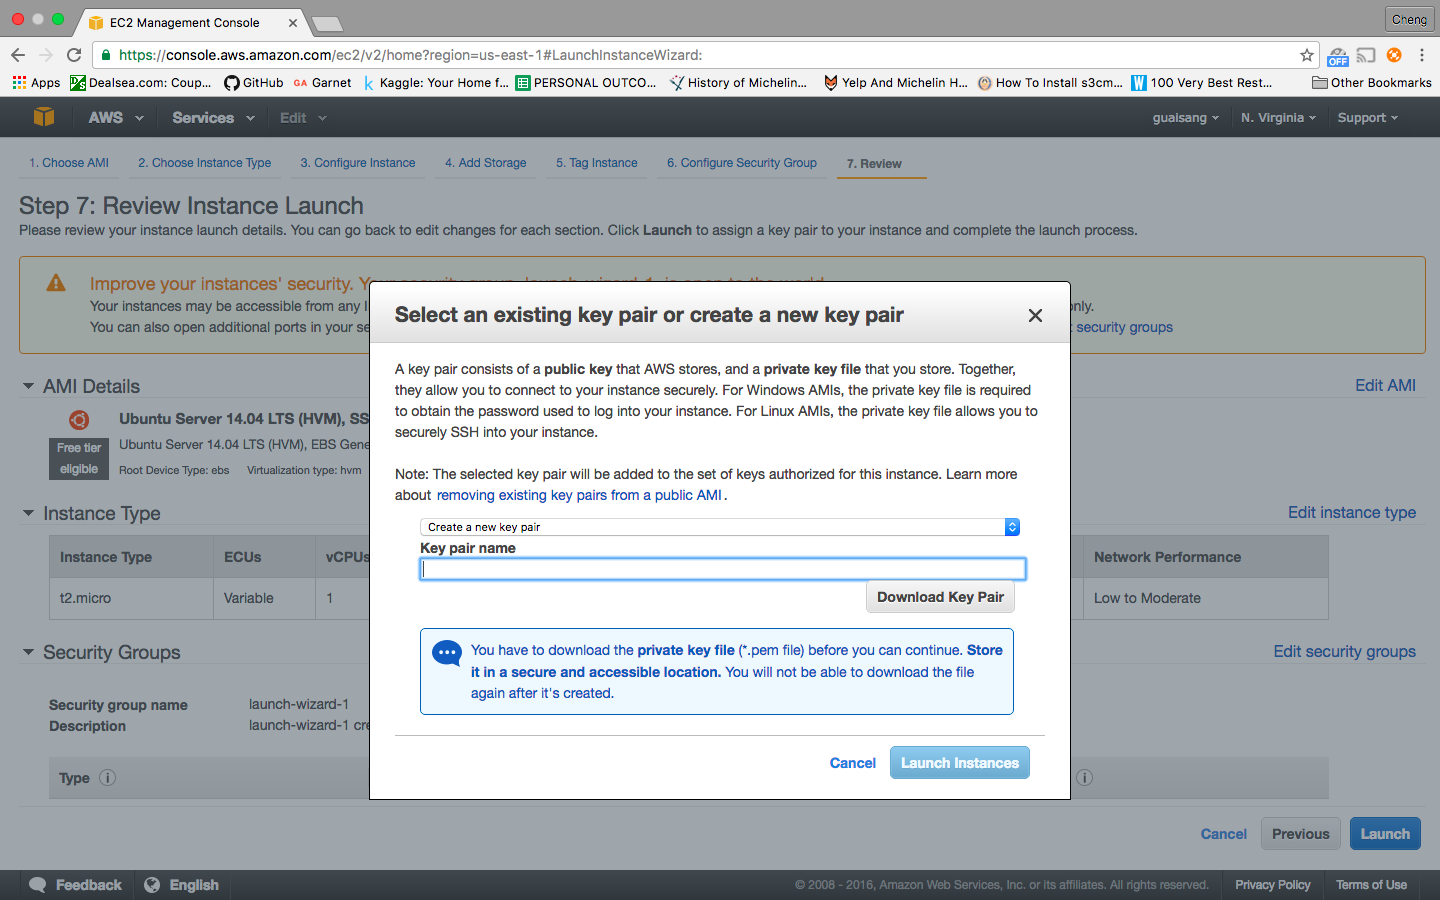 EC2 Management Console
Cheng
https://console.aws.amazon.com/ec2/v2/home?region=us-east-1#LaunchInstanceWizard:
OFF
Apps
Dealsea.com: Coup...
GitHub
GA Garnet
k Kaggle: Your Home f...
PERSONAL OUTCO...
History of Michelin...
Yelp And Michelin H...
How To Install s3cm...
W 100 Very Best Rest...
Other Bookmarks
AWS Services Edit
guaisang N. Virginia Support
1. Choose AMI 2. Choose Instance Type 3. Configure Instance 4. Add Storage 5. Tag Instance 6. Configure Security Group 7. Review
Step 7: Review Instance Launch
Please review your instance launch details. You can go back to edit changes for each section. Click Launch to assign a key pair to your instance and complete the launch process.
Improve your instances' security. Your security group, launch-wizard-1, is open to the world.
Your instances may be accessible from any
only.
You can also open additional ports in your se
security groups
Select an existing key pair or create a new key pair
A key pair consists of a public key that AWS stores, and a private key file that you store. Together,
they allow you to connect to your instance securely. For Windows AMIs, the private key file is required
to obtain the password used to log into your instance. For Linux AMIs, the private key file allows you to
securely SSH into your instance.
Note: The selected key pair will be added to the set of keys authorized for this instance. Learn more
about removing existing key pairs from a public AMI .
Create a new key pair
Key pair name
Download Key Pair
You have to download the private key file (*.pem file) before you can continue. Store
it in a secure and accessible location. You will not be able to download the file
again after it's created.
Cancel
Launch Instances
AMI Details
Edit AMI
Ubuntu Server 14.04 LTS (HVM), SS
Free tier
eligible
Ubuntu Server 14.04 LTS (HVM), EBS Gene
Root Device Type: ebs Virtualization type: hvm
Instance Type
Edit instance type
Instance Type ECUs vCPUs Network Performance
t2.micro Variable 1 Low to Moderate
Security Groups
Edit security groups
Security group name launch-wizard-1
Description launch-wizard-1 cre
Type
Cancel Previous Launch
Feedback English
© 2008 - 2016, Amazon Web Services, Inc. or its affiliates. All rights reserved.
Privacy Policy Terms of Use